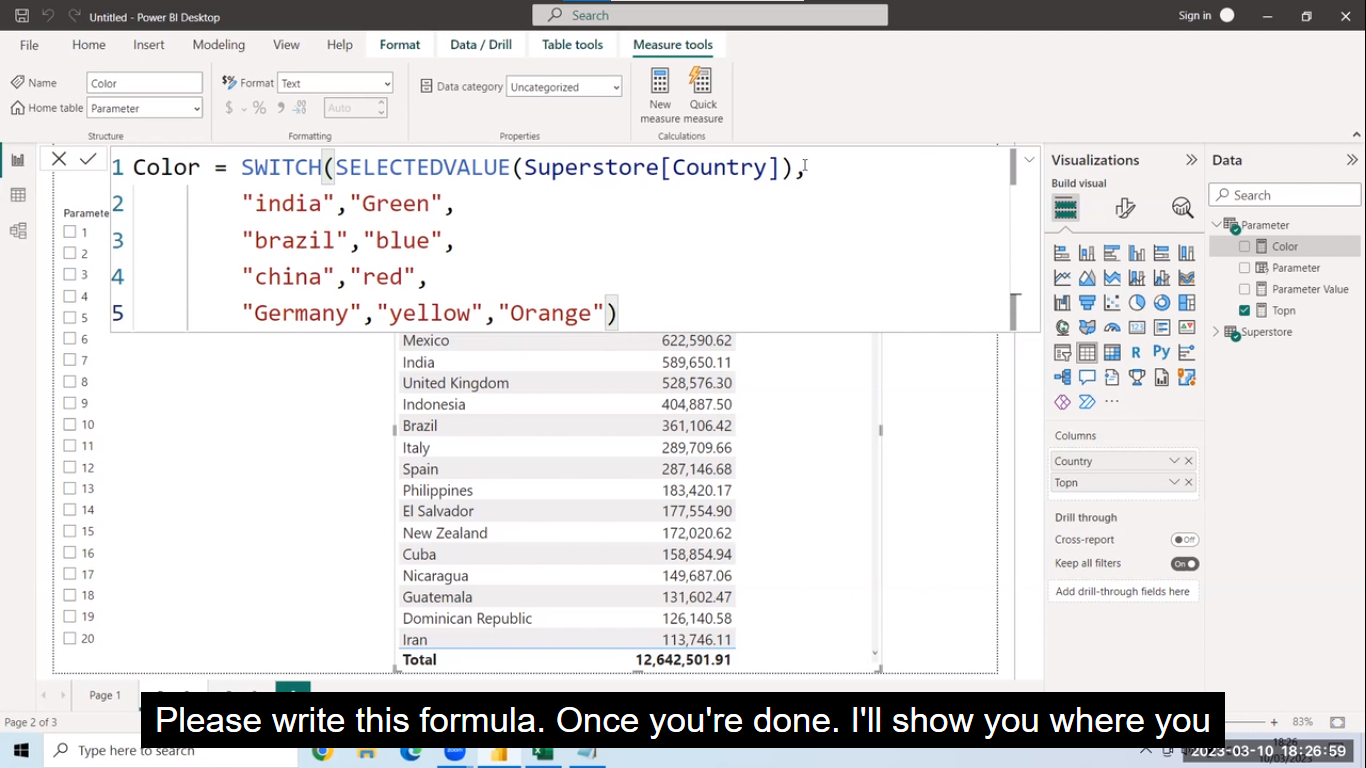 Untitled - Power BI Desktop
Search
Sign in
File Home Insert Modeling View Help Format Data / Drill Table tools Measure tools
Name Color
Home table Parameter
Structure
Format Text
$ % Auto
Formatting
Data category Uncategorized
Properties
New measure
Quick measure
Calculations
1 Color = SWITCH(SELECTEDVALUE(Superstore[Country]),
2 "india","Green",
3 "brazil","blue",
4 "china","red",
5 "Germany","yellow","Orange")
Paramete
1
2
3
4
5
6
7
8
9
10
11
12
13
14
15
16
17
18
19
20
Mexico 622,590.62
India 589,650.11
United Kingdom 528,576.30
Indonesia 404,887.50
Brazil 361,106.42
Italy 289,709.66
Spain 287,146.68
Philippines 183,420.17
El Salvador 177,554.90
New Zealand 172,020.62
Cuba 158,854.94
Nicaragua 149,687.06
Guatemala 131,602.47
Dominican Republic 126,140.58
Iran 113,746.11
Total 12,642,501.91
Visualizations
Build visual
R Py
Columns
Country
Topn
Drill through
Cross-report Off
Keep all filters On
Add drill-through fields here
Data
Search
Parameter
Color
Parameter
Parameter Value
Topn
Superstore
Page 1
Page 2 of 3
83%
Please write this formula. Once you're done. I'll show you where you
Type here to search
2023-03-10 18:26:59